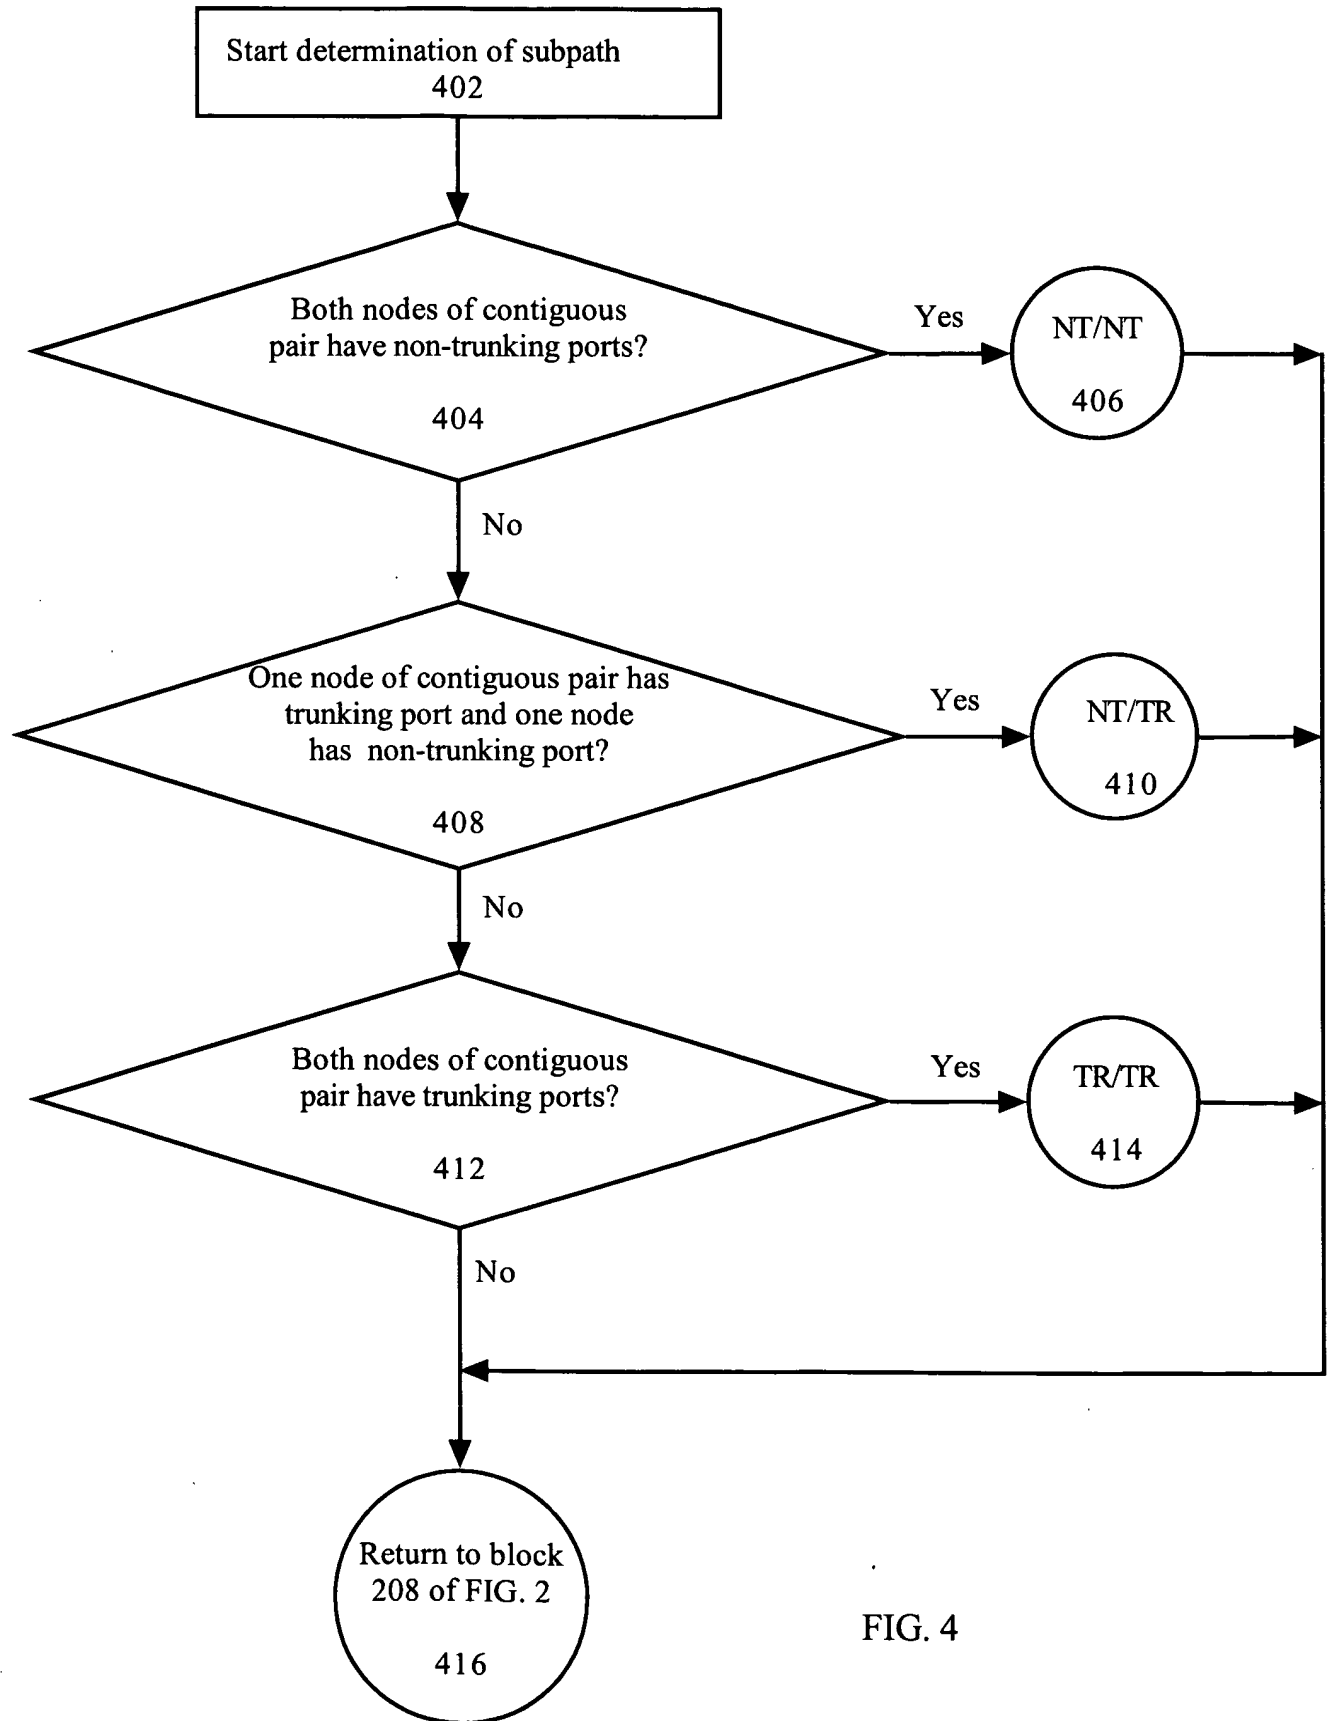 Start determination of subpath
402
Both nodes of contiguous
pair have non-trunking ports?
404
Yes
NT/NT
406
No
One node of contiguous pair has
trunking port and one node
has non-trunking port?
408
Yes
NT/TR
410
No
Both nodes of contiguous
pair have trunking ports?
412
Yes
TR/TR
414
No
Return to block
208 of FIG. 2
416
FIG. 4